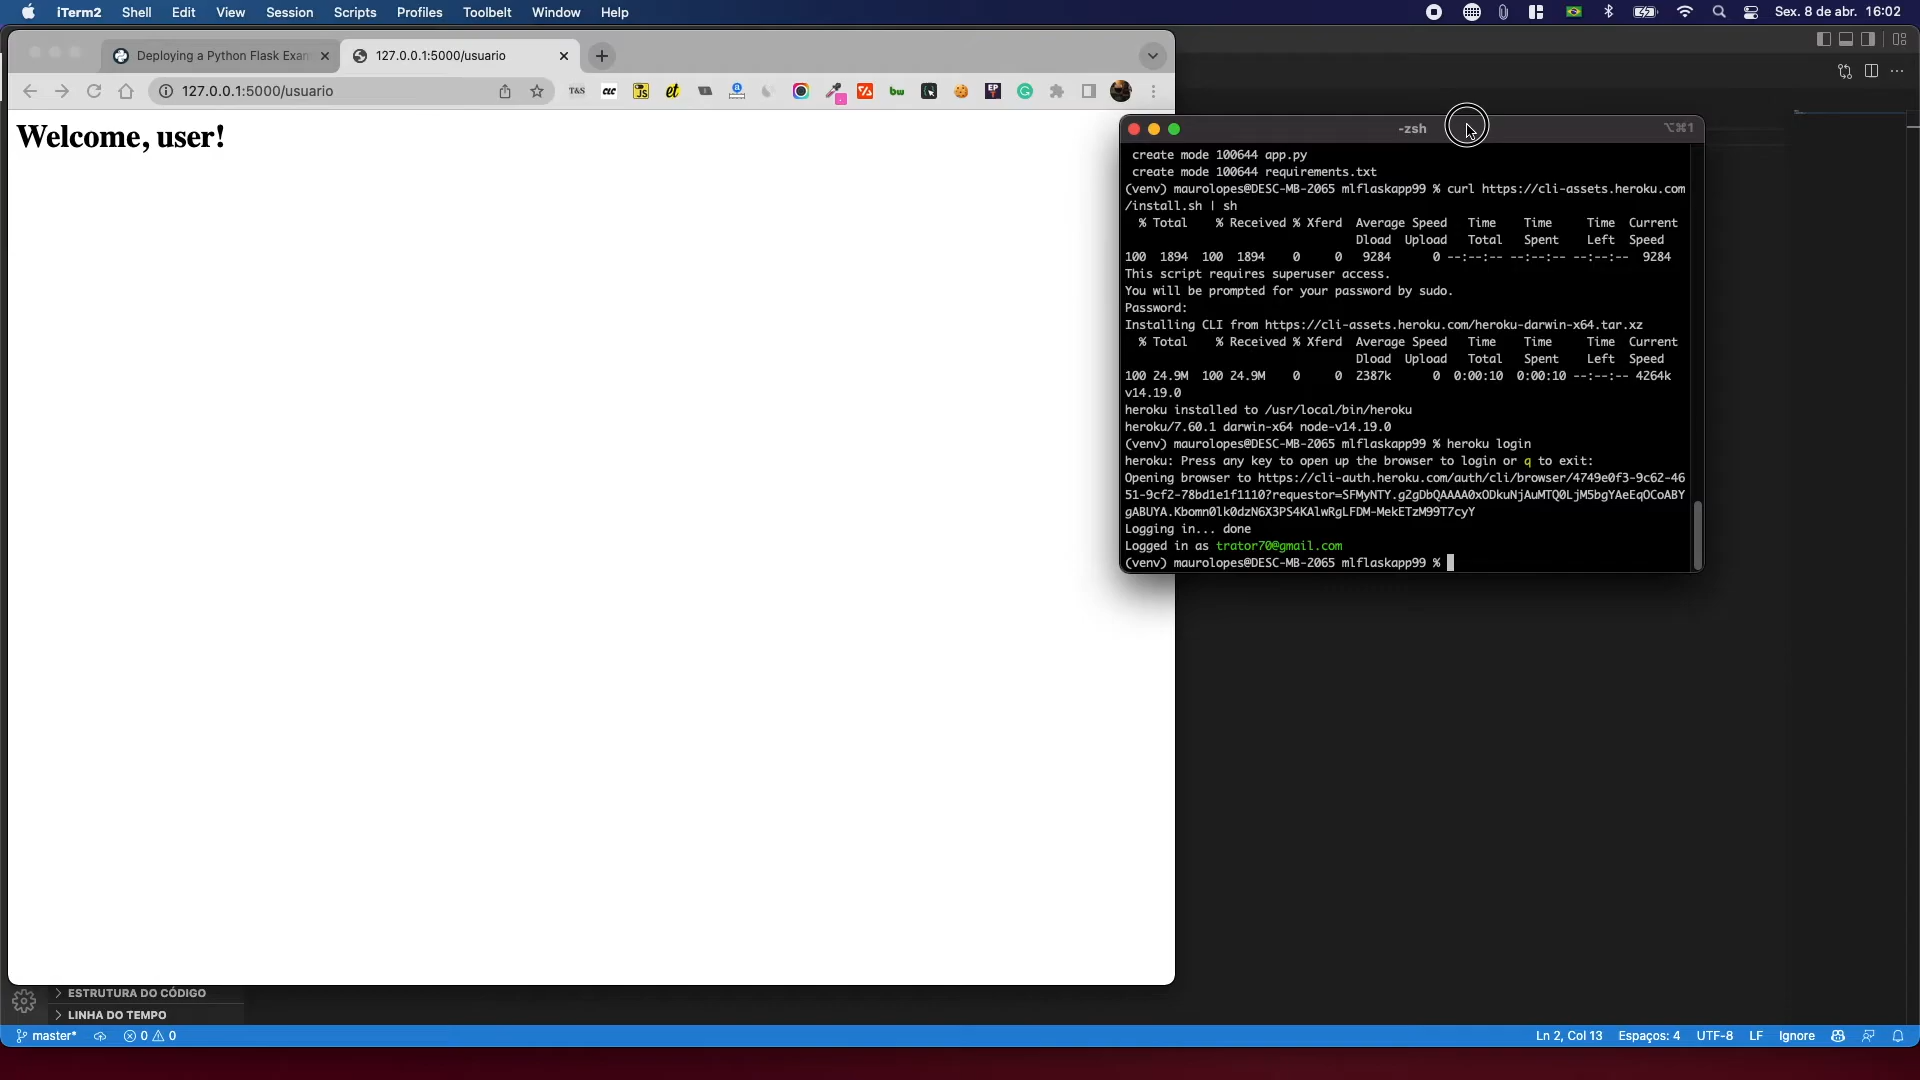 iTerm2 Shell Edit View Session Scripts Profiles Toolbelt Window Help Sex. 8 de abr. 16:02
Deploying a Python Flask Exam
127.0.0.1:5000/usuario
127.0.0.1:5000/usuario
T&S CLC JS et a bw EP
Welcome, user!
-zsh ⌥⌘1
create mode 100644 app.py
create mode 100644 requirements.txt
(venv) maurolopes@DESC-MB-2065 mlflaskapp99 % curl https://cli-assets.heroku.com
/install.sh | sh
% Total % Received % Xferd Average Speed Time Time Time Current
Dload Upload Total Spent Left Speed
100 1894 100 1894 0 0 9284 0 --:--:-- --:--:-- --:--:-- 9284
This script requires superuser access.
You will be prompted for your password by sudo.
Password:
Installing CLI from https://cli-assets.heroku.com/heroku-darwin-x64.tar.xz
% Total % Received % Xferd Average Speed Time Time Time Current
Dload Upload Total Spent Left Speed
100 24.9M 100 24.9M 0 0 2387k 0 0:00:10 0:00:10 --:--:-- 4264k
v14.19.0
heroku installed to /usr/local/bin/heroku
heroku/7.60.1 darwin-x64 node-v14.19.0
(venv) maurolopes@DESC-MB-2065 mlflaskapp99 % heroku login
heroku: Press any key to open up the browser to login or q to exit:
Opening browser to https://cli-auth.heroku.com/auth/cli/browser/4749e0f3-9c62-46
51-9cf2-78bd1e1f1110?requestor=SFMyNTY.g2gDbQAAAA0xODkuNjAuMTQ0LjM5bgYAeEqOCoABY
gABUYA.Kbomn0lk0dzN6X3PS4KAlwRgLFDM-MekETzM99T7cyY
Logging in... done
Logged in as trator70@gmail.com
(venv) maurolopes@DESC-MB-2065 mlflaskapp99 %
ESTRUTURA DO CÓDIGO
LINHA DO TEMPO
master* 0 0 Ln 2, Col 13 Espaços: 4 UTF-8 LF Ignore